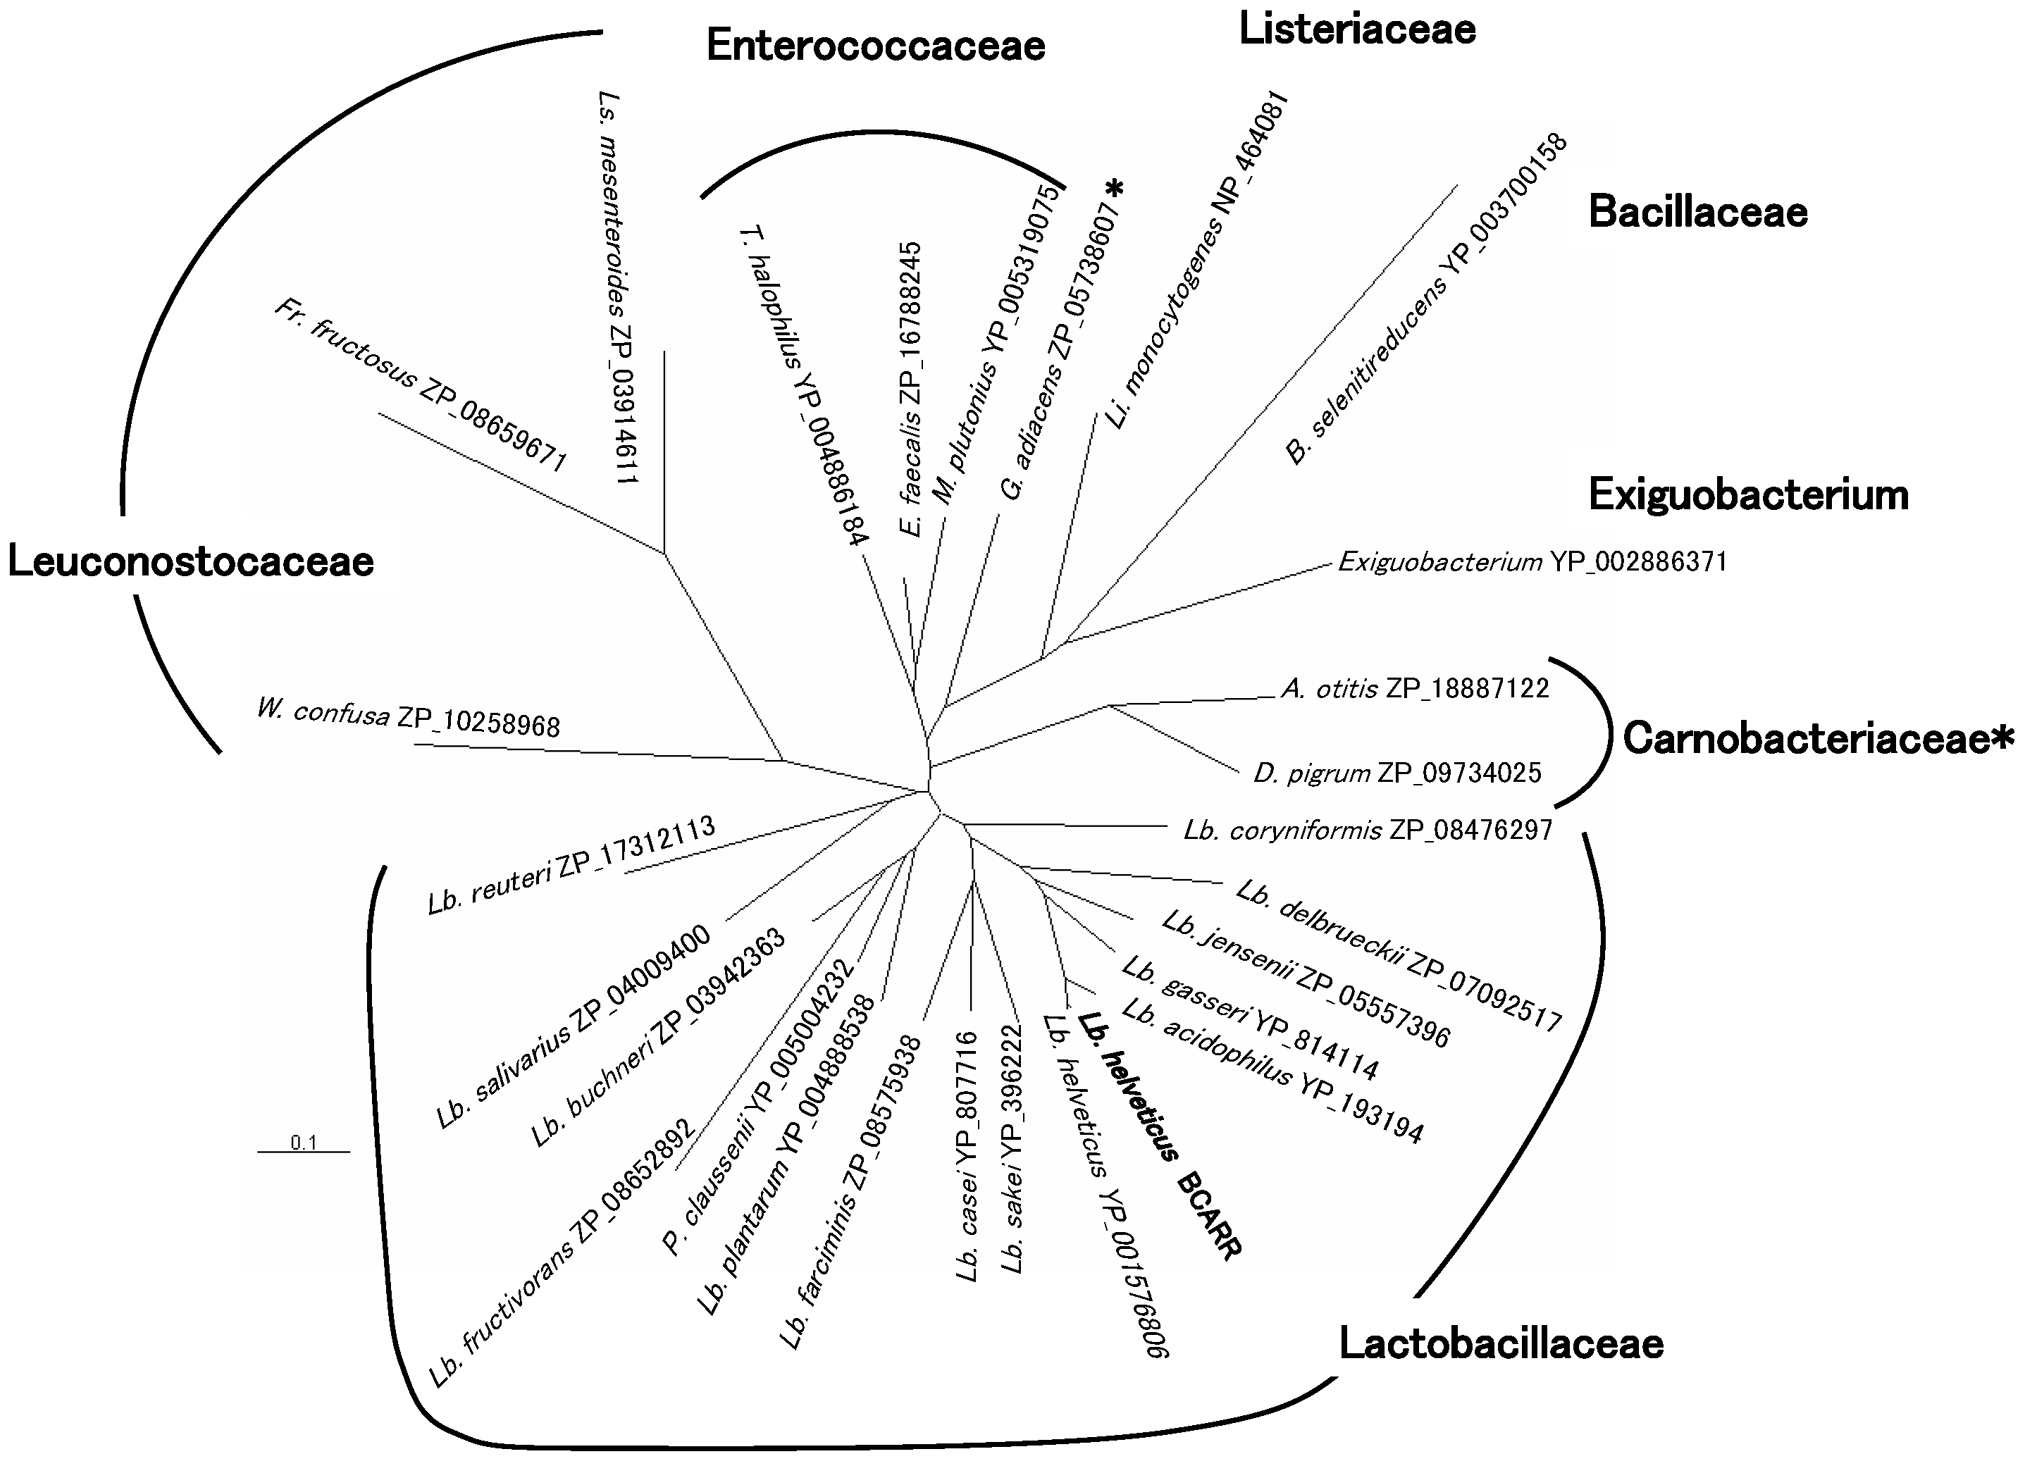 Enterococcaceae
Listeriaceae
Bacillaceae
Exiguobacterium
Leuconostocaceae
Carnobacteriaceae*
Lactobacillaceae
Ls. mesenteroides ZP_03914611
Fr. fructosus ZP_08659671
W. confusa ZP_10258968
T. halophilus YP_004886184
E. faecalis ZP_16788245
M. plutonius YP_005319075
G. adiacens ZP_05738607*
Li. monocytogenes NP_464081
B. selenitireducens YP_003700158
Exiguobacterium YP_002886371
A. otitis ZP_18887122
D. pigrum ZP_09734025
Lb. coryniformis ZP_08476297
Lb. delbrueckii ZP_07092517
Lb. jensenii ZP_05557396
Lb. gasseri YP_814114
Lb. acidophilus YP_193194
Lb. helveticus BCARR
Lb. helveticus YP_001576806
Lb. sakei YP_396222
Lb. casei YP_807716
Lb. farciminis ZP_08575938
Lb. plantarum YP_004888538
P. claussenii YP_005004232
Lb. fructivorans ZP_08652892
Lb. buchneri ZP_03942363
Lb. salivarius ZP_04009400
Lb. reuteri ZP_17312113
0.1